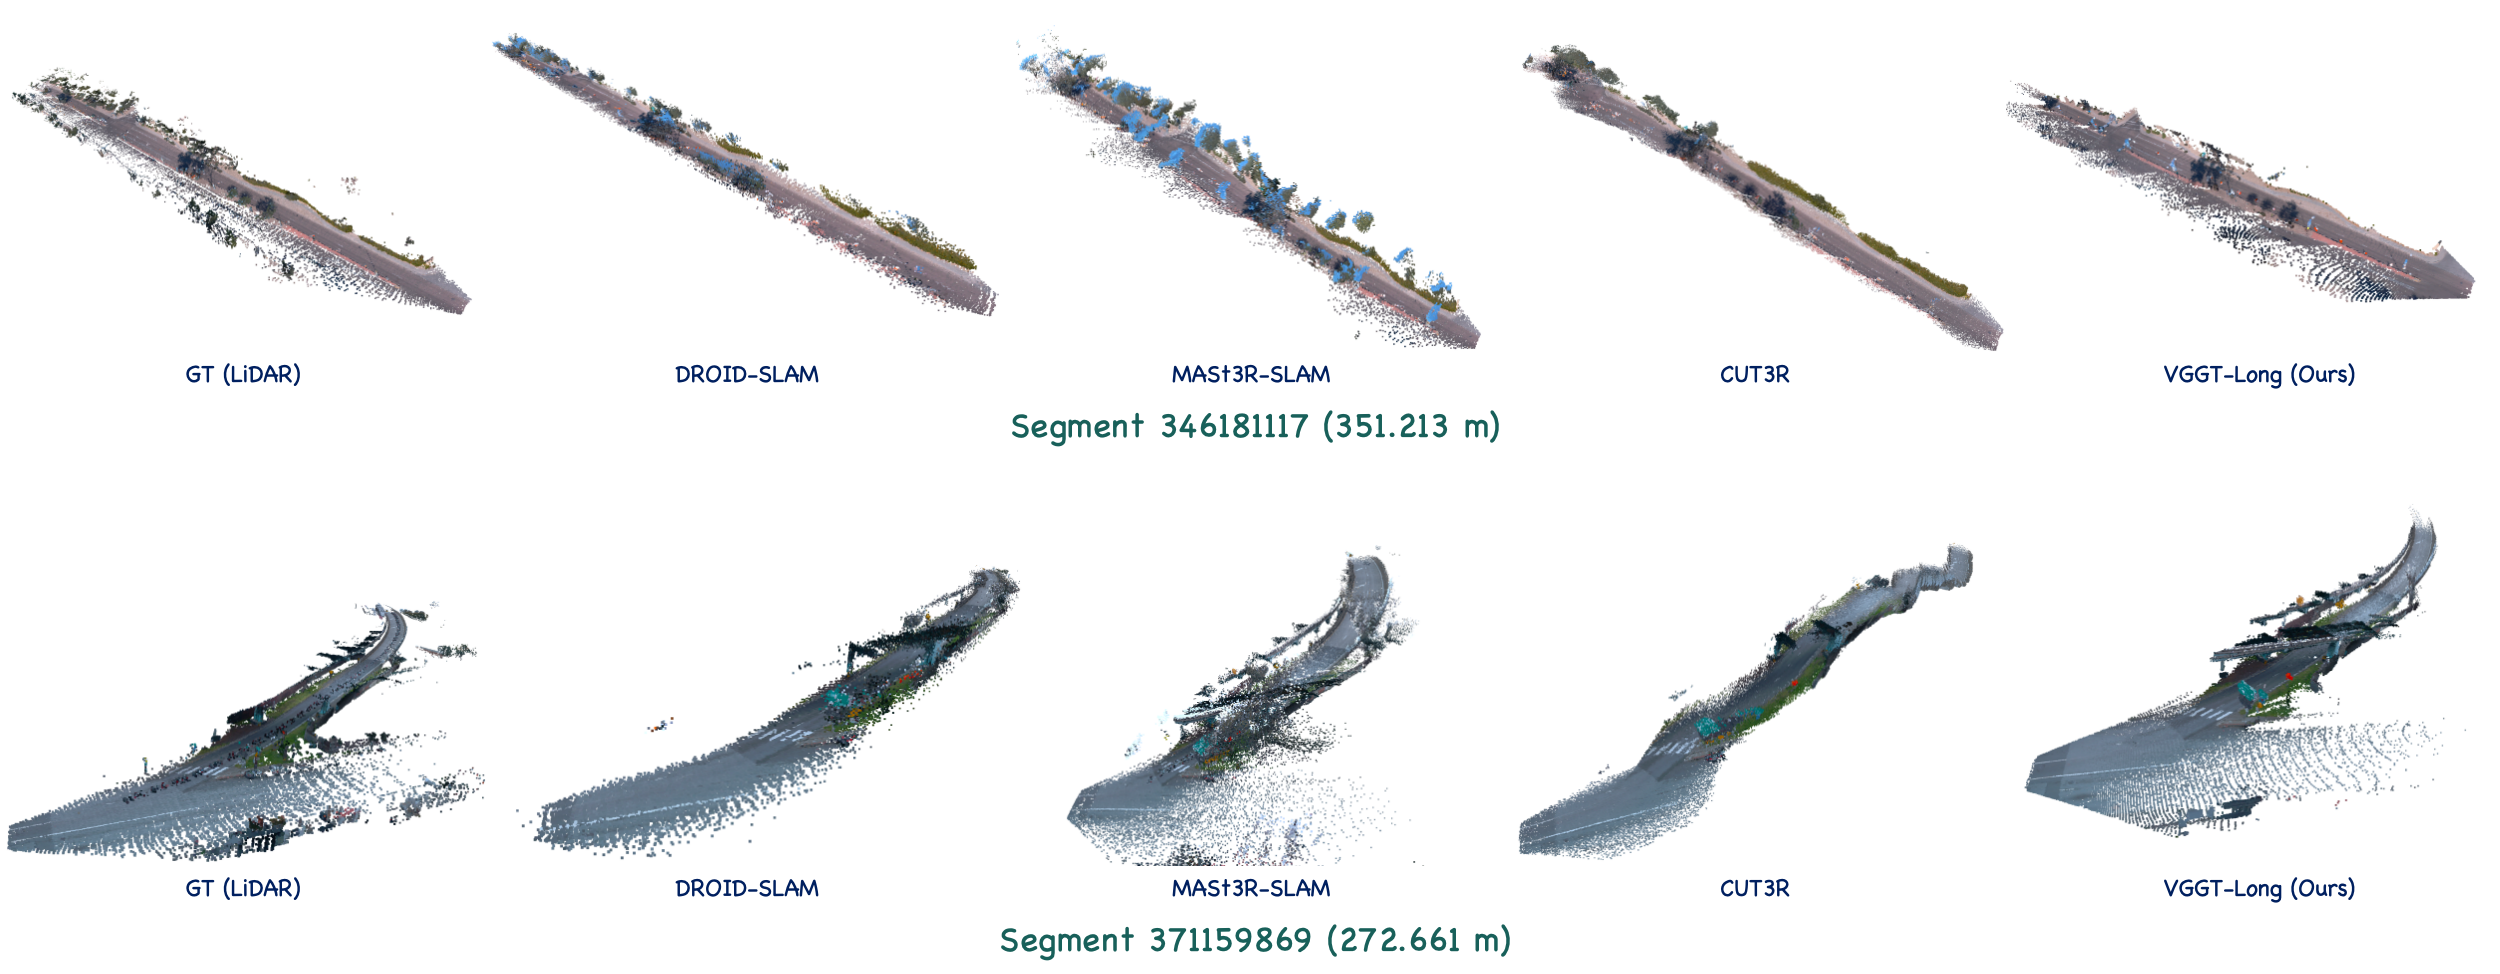 GT (LiDAR)
DROID-SLAM
MASt3R-SLAM
CUT3R
VGGT-Long (Ours)
Segment 346181117 (351.213 m)
GT (LiDAR)
DROID-SLAM
MASt3R-SLAM
CUT3R
VGGT-Long (Ours)
Segment 371159869 (272.661 m)